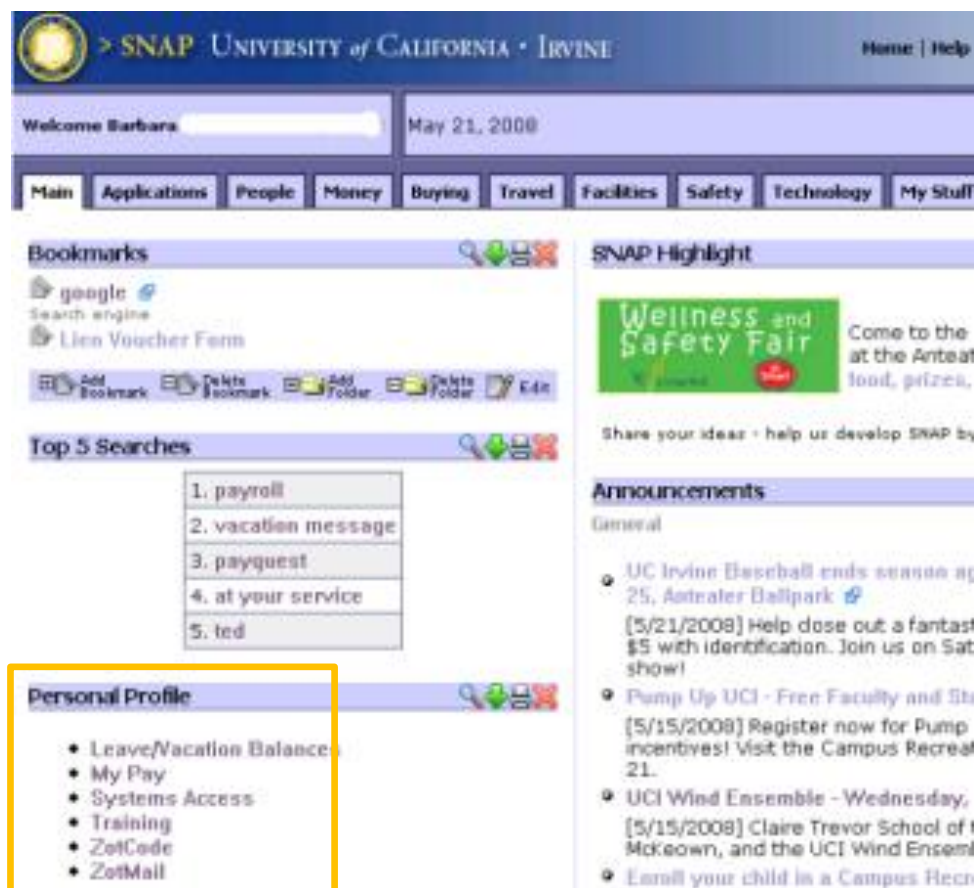 > SNAP UNIVERSITY of CALIFORNIA · IRVINE
Home | Help
Welcome Barbara
May 21, 2008
Main Applications People Money Buying Travel Facilities Safety Technology My Stuff
Bookmarks
google
Search engine
Lien Voucher Form
Add Bookmark Delete Bookmark Add Folder Delete Folder Edit
Top 5 Searches
1. payroll
2. vacation message
3. payquest
4. at your service
5. ted
Personal Profile
• Leave/Vacation Balances
• My Pay
• Systems Access
• Training
• ZotCode
• ZotMail
SNAP Highlight
Wellness and
Safety Fair
Come to the
at the Anteat
food, prizes,
Share your ideas - help us develop SNAP by
Announcements
General
• UC Irvine Baseball ends season ag
25, Anteater Ballpark
[5/21/2008] Help close out a fantast
$5 with identification. Join us on Sat
show!
• Pump Up UCI - Free Faculty and Sta
[5/15/2008] Register now for Pump
incentives! Visit the Campus Recreat
21.
• UCI Wind Ensemble - Wednesday,
[5/15/2008] Claire Trevor School of
McKeown, and the UCI Wind Ensemb
• Enroll your child in a Campus Recre